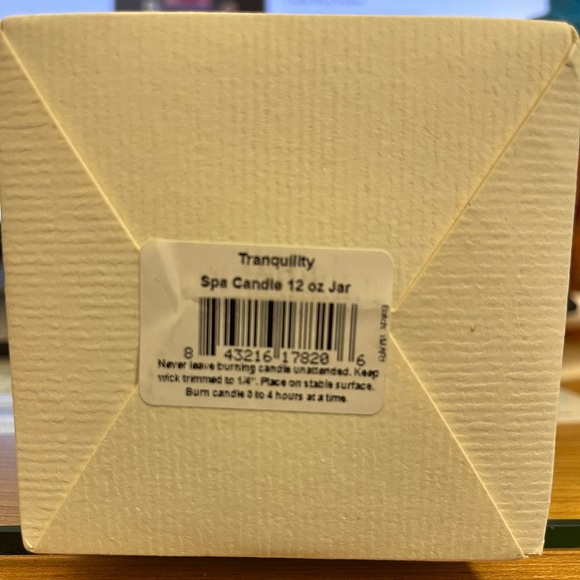 Tranquility
Spa Candle 12 oz Jar
8 43216 17820 6
Never leave burning candle unattended. Keep
wick trimmed to 1/4". Place on stable surface.
Burn candle 3 to 4 hours at a time.